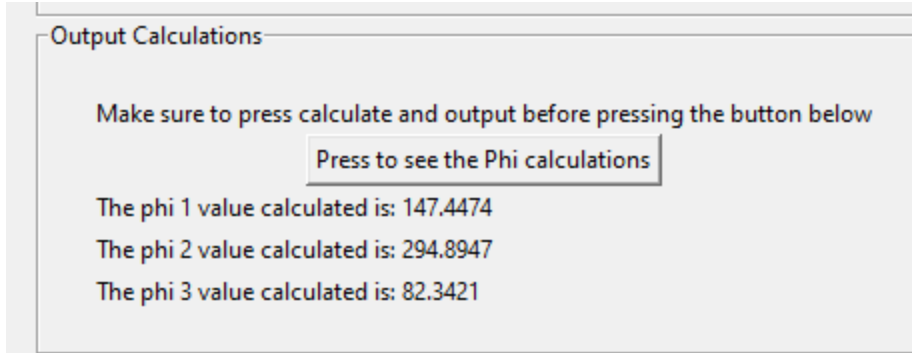 Output Calculations
Make sure to press calculate and output before pressing the button below
Press to see the Phi calculations
The phi 1 value calculated is: 147.4474
The phi 2 value calculated is: 294.8947
The phi 3 value calculated is: 82.3421